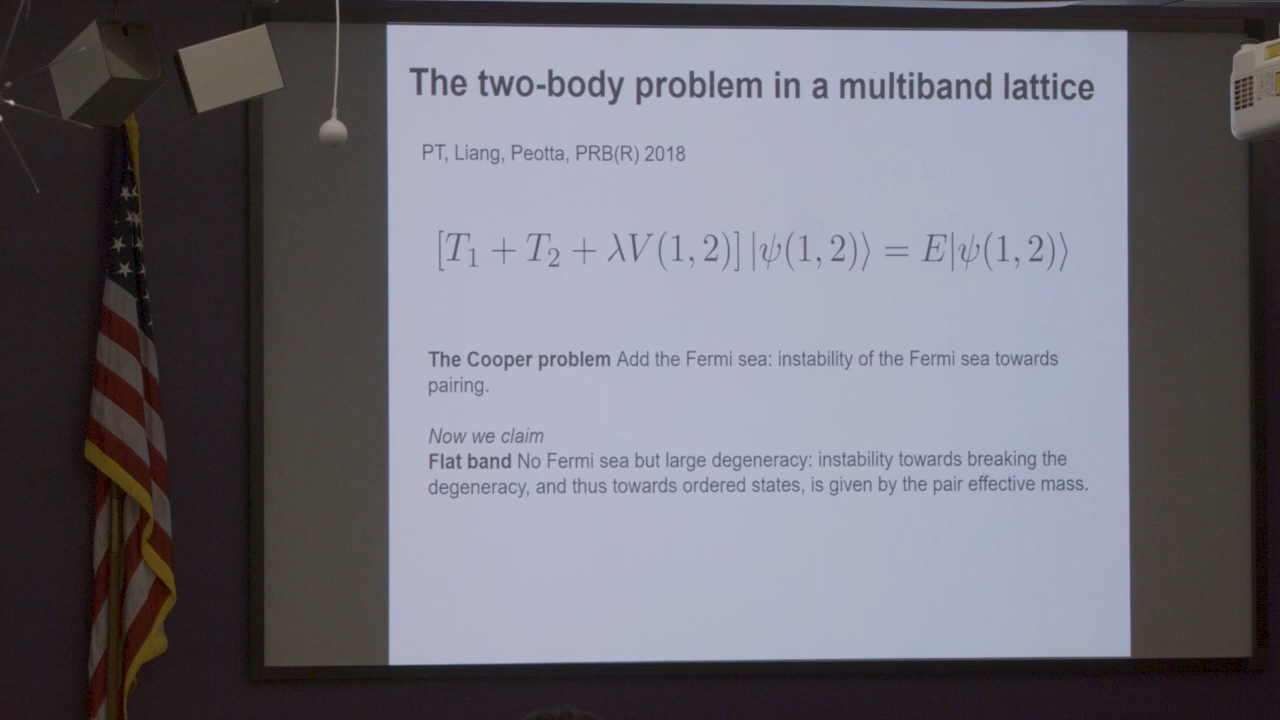 The two-body problem in a multiband lattice
PT, Liang, Peotta, PRB(R) 2018
[T₁ + T₂ + λV(1, 2)] |ψ(1, 2)⟩ = E|ψ(1, 2)⟩
The Cooper problem Add the Fermi sea: instability of the Fermi sea towards
pairing.
Now we claim
Flat band No Fermi sea but large degeneracy: instability towards breaking the
degeneracy, and thus towards ordered states, is given by the pair effective mass.